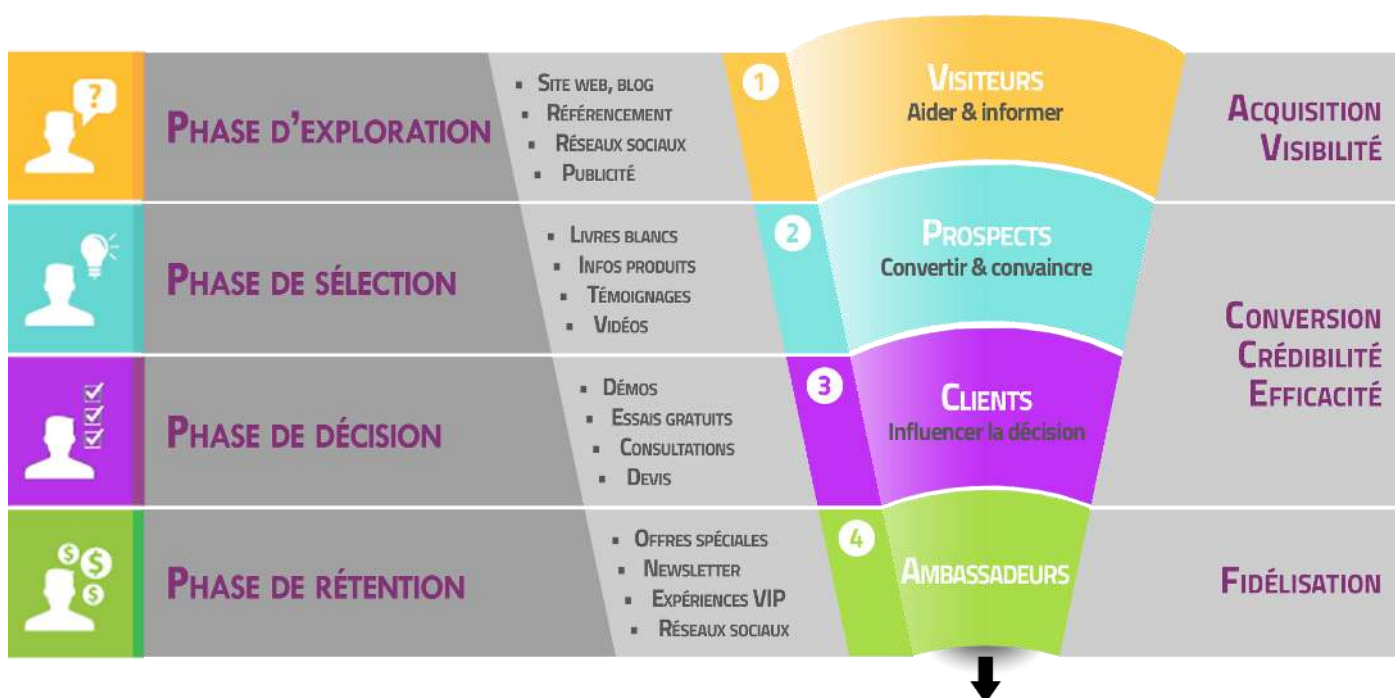 ?
PHASE D'EXPLORATION
▪ SITE WEB, BLOG
▪ RÉFÉRENCEMENT
▪ RÉSEAUX SOCIAUX
▪ PUBLICITÉ
1
VISITEURS
Aider & informer
ACQUISITION
VISIBILITÉ
PHASE DE SÉLECTION
▪ LIVRES BLANCS
▪ INFOS PRODUITS
▪ TÉMOIGNAGES
▪ VIDÉOS
2
PROSPECTS
Convertir & convaincre
CONVERSION
CRÉDIBILITÉ
EFFICACITÉ
PHASE DE DÉCISION
▪ DÉMOS
▪ ESSAIS GRATUITS
▪ CONSULTATIONS
▪ DEVIS
3
CLIENTS
Influencer la décision
$ $ $
PHASE DE RÉTENTION
▪ OFFRES SPÉCIALES
▪ NEWSLETTER
▪ EXPÉRIENCES VIP
▪ RÉSEAUX SOCIAUX
4
AMBASSADEURS
FIDÉLISATION